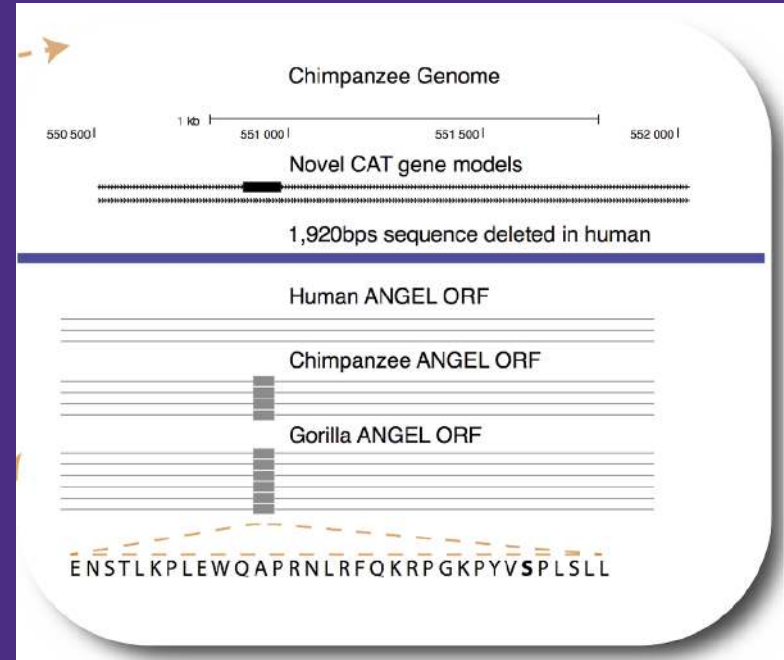 Chimpanzee Genome
1 kb
550 500 551 000 551 500 552 000
Novel CAT gene models
1,920bps sequence deleted in human
Human ANGEL ORF
Chimpanzee ANGEL ORF
Gorilla ANGEL ORF
ENSTLKPLEWQAPRNLRFQKRPGKPYVSPLSLL